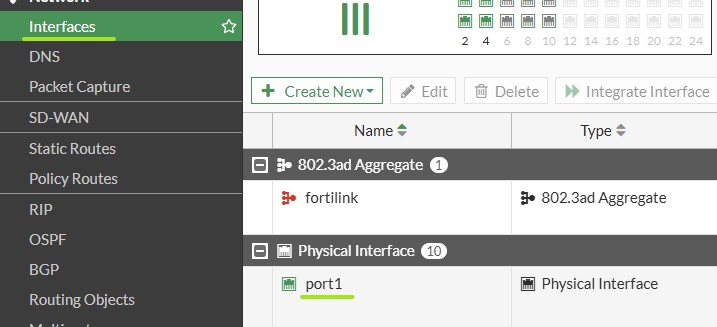 Network
Interfaces
DNS
Packet Capture
SD-WAN
Static Routes
Policy Routes
RIP
OSPF
BGP
Routing Objects
2 4 6 8 10 12 14 16 18 20 22 24
Create New
Edit
Delete
Integrate Interface
Name Type
802.3ad Aggregate 1
fortilink 802.3ad Aggregate
Physical Interface 10
port1 Physical Interface